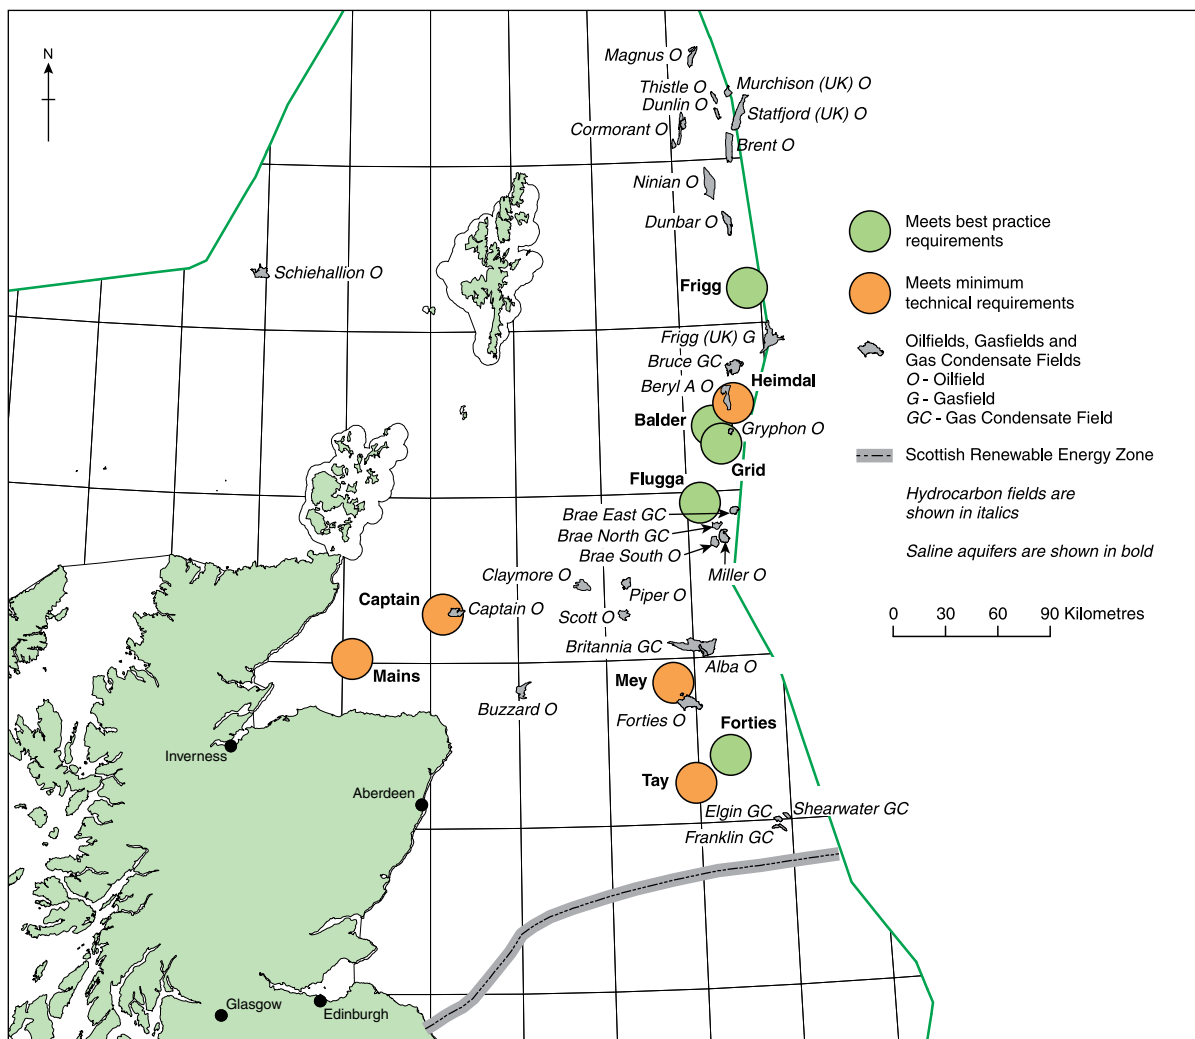 N
Magnus O
Thistle O
Murchison (UK) O
Dunlin O
Statfjord (UK) O
Cormorant O
Brent O
Ninian O
Dunbar O
Schiehallion O
Frigg
Frigg (UK) G
Bruce GC
Beryl A O
Heimdal
Balder
Gryphon O
Grid
Flugga
Brae East GC
Brae North GC
Brae South O
Miller O
Claymore O
Piper O
Captain
Captain O
Scott O
Britannia GC
Alba O
Mains
Mey
Buzzard O
Forties O
Forties
Inverness
Tay
Aberdeen
Elgin GC
Shearwater GC
Franklin GC
Glasgow
Edinburgh
Meets best practice
requirements
Meets minimum
technical requirements
Oilfields, Gasfields and
Gas Condensate Fields
O - Oilfield
G - Gasfield
GC - Gas Condensate Field
Scottish Renewable Energy Zone
Hydrocarbon fields are
shown in italics
Saline aquifers are shown in bold
0 30 60 90 Kilometres